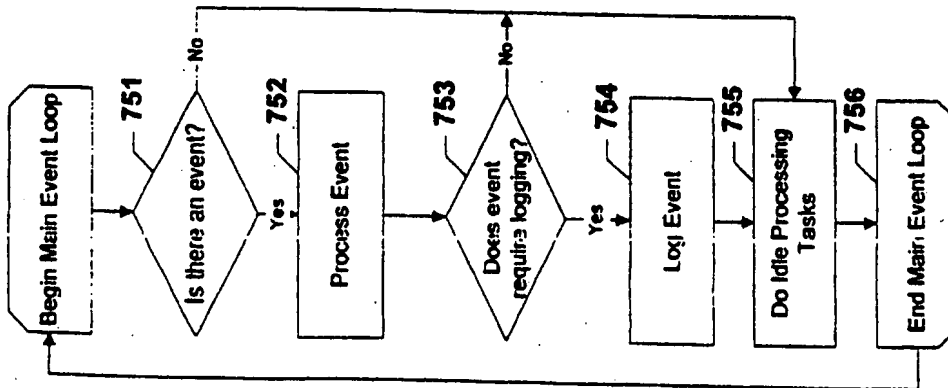 Begin Main Event Loop
751
Is there an event?
No
Yes
752
Process Event
753
Does event
require logging?
No
Yes
754
Log Event
755
Do Idle Processing
Tasks
756
End Main Event Loop